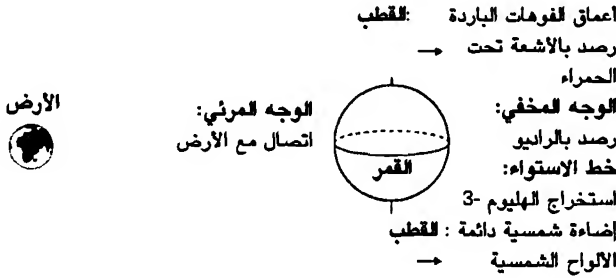 القطب: أعماق الفوهات الباردة
رصد بالأشعة تحت
الحمراء
الوجه المخفي:
رصد بالراديو
خط الاستواء:
استخراج الهليوم -3
القطب : إضاءة شمسية دائمة
الألواح الشمسية
القمر
الوجه المرئي:
اتصال مع الأرض
الأرض